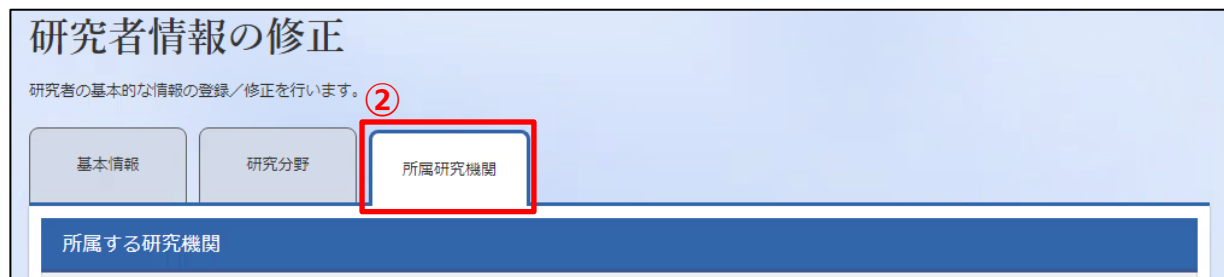 研究者情報の修正
研究者の基本的な情報の登録／修正を行います。
②
基本情報 研究分野 所属研究機関
所属する研究機関